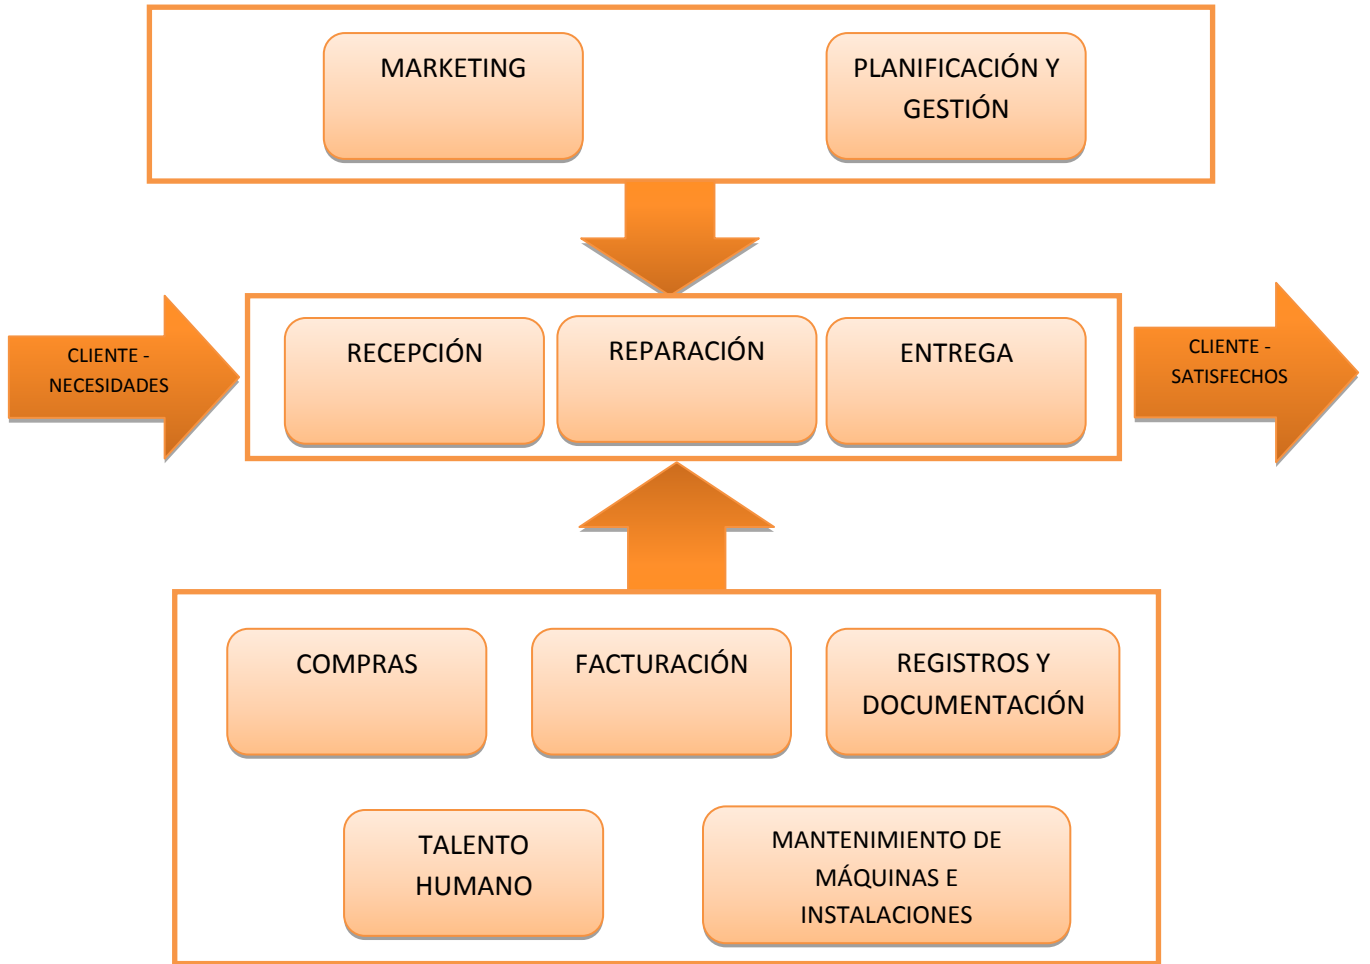 MARKETING
PLANIFICACIÓN Y
GESTIÓN
CLIENTE -
NECESIDADES
RECEPCIÓN
REPARACIÓN
ENTREGA
CLIENTE -
SATISFECHOS
COMPRAS
FACTURACIÓN
REGISTROS Y
DOCUMENTACIÓN
TALENTO
HUMANO
MANTENIMIENTO DE
MÁQUINAS E
INSTALACIONES